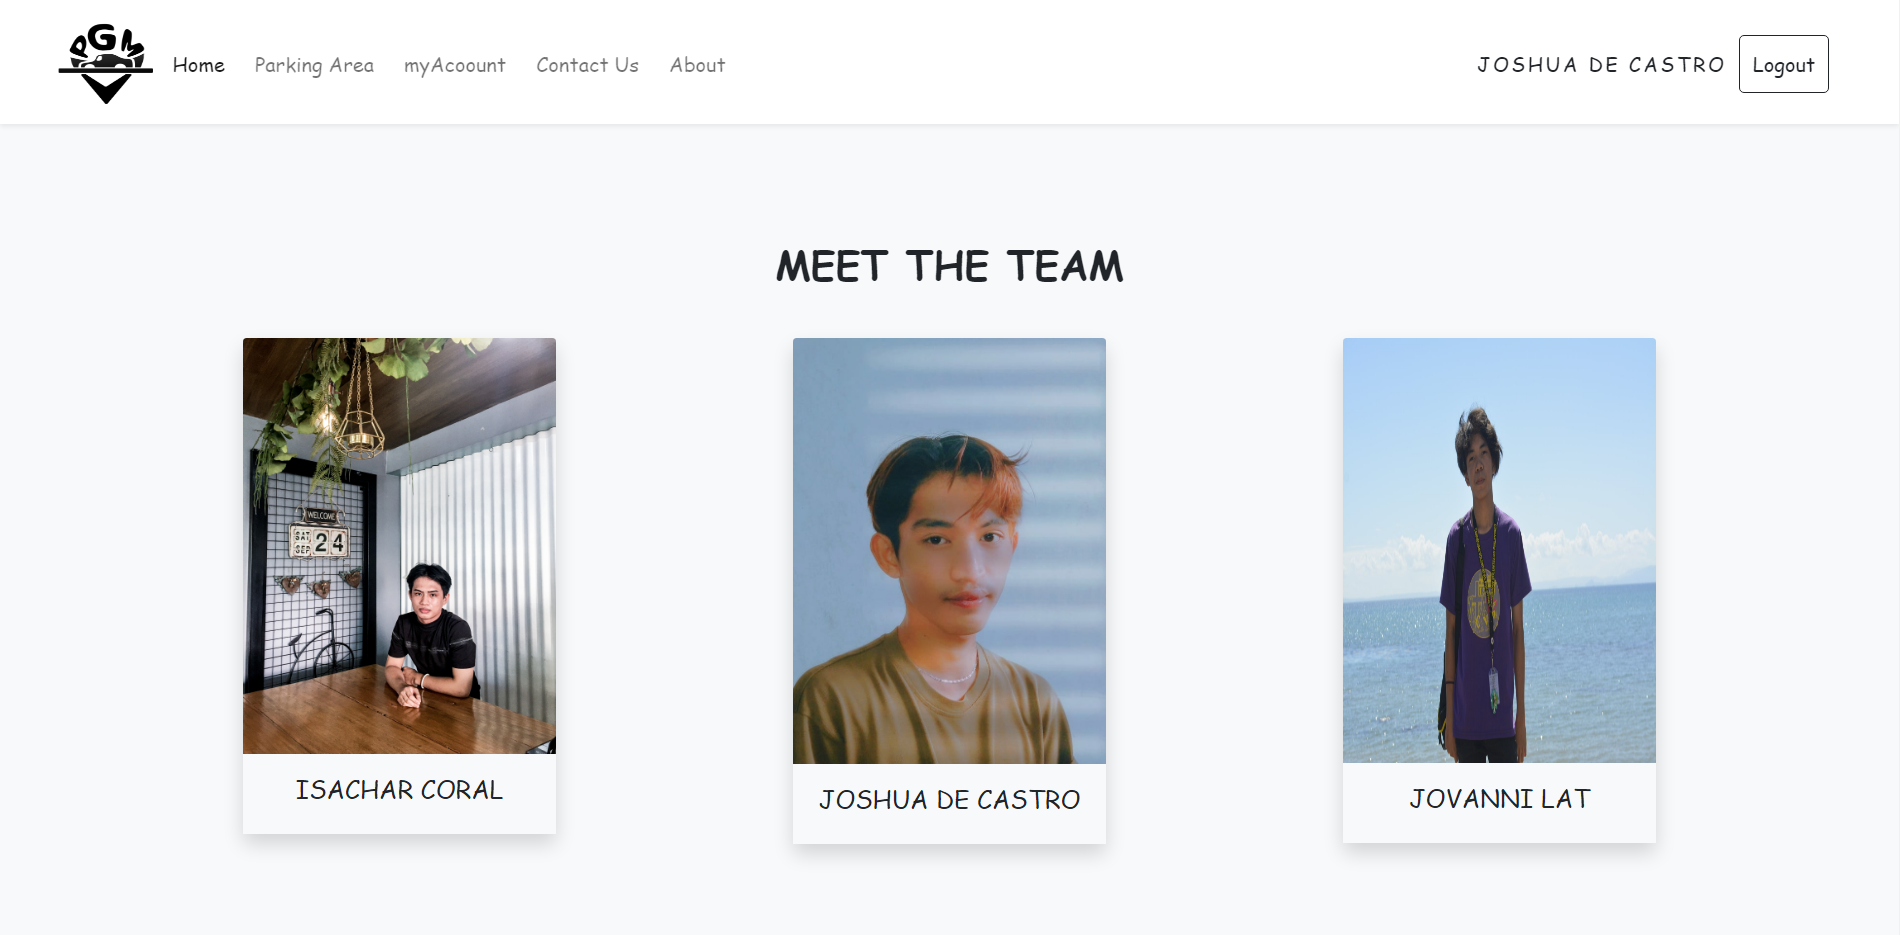 PGM
Home Parking Area myAcoount Contact Us About JOSHUA DE CASTRO Logout
MEET THE TEAM
WELCOME
SAT
SEP 24
ISACHAR CORAL
JOSHUA DE CASTRO
JOVANNI LAT